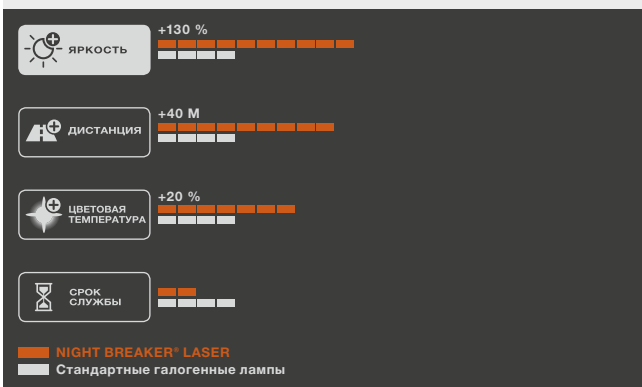 +130 %
ЯРКОСТЬ
+40 М
ДИСТАНЦИЯ
+20 %
ЦВЕТОВАЯ
ТЕМПЕРАТУРА
СРОК
СЛУЖБЫ
NIGHT BREAKER® LASER
Стандартные галогенные лампы